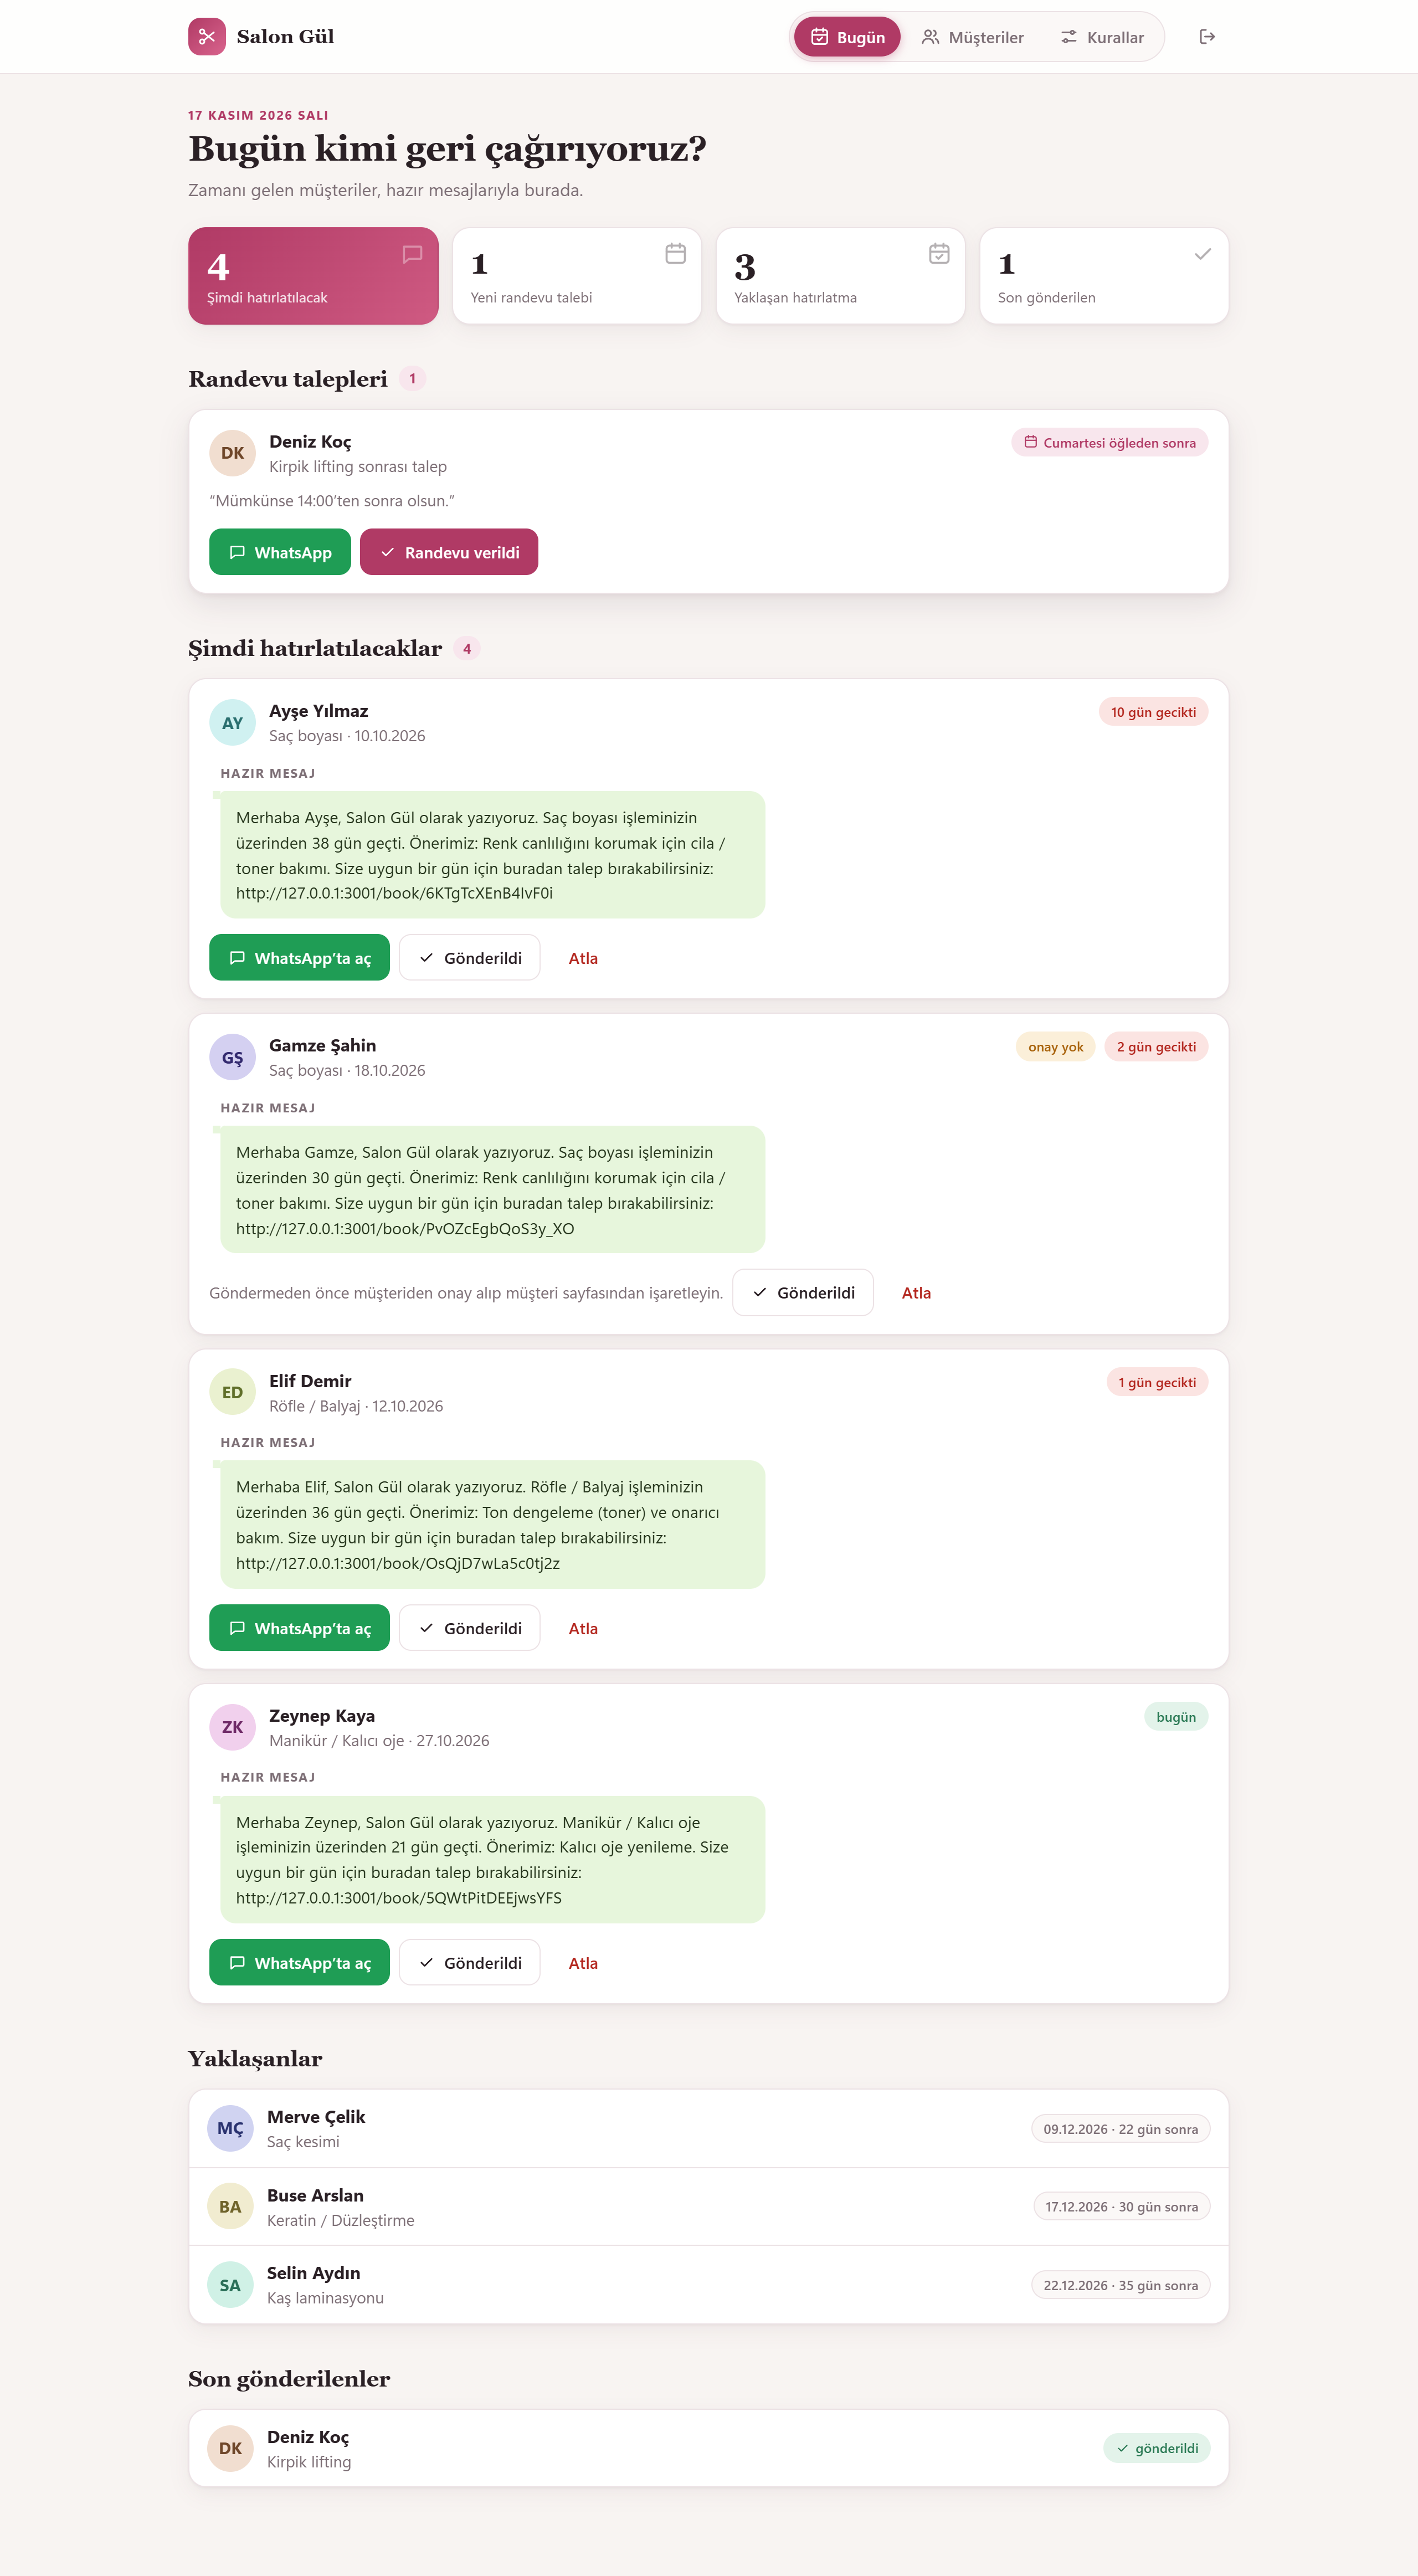 Salon Gül
Bugün
Müşteriler
Kurallar
17 KASIM 2026 SALI
Bugün kimi geri çağırıyoruz?
Zamanı gelen müşteriler, hazır mesajlarıyla burada.
4
Şimdi hatırlatılacak
1
Yeni randevu talebi
3
Yaklaşan hatırlatma
1
Son gönderilen
Randevu talepleri 1
DK
Deniz Koç
Kirpik lifting sonrası talep
Cumartesi öğleden sonra
“Mümkünse 14:00’ten sonra olsun.”
WhatsApp
Randevu verildi
Şimdi hatırlatılacaklar 4
AY
Ayşe Yılmaz
Saç boyası · 10.10.2026
10 gün gecikti
HAZIR MESAJ
Merhaba Ayşe, Salon Gül olarak yazıyoruz. Saç boyası işleminizin
üzerinden 38 gün geçti. Önerimiz: Renk canlılığını korumak için cila /
toner bakımı. Size uygun bir gün için buradan talep bırakabilirsiniz:
http://127.0.0.1:3001/book/6KTgTcXEnB4IvF0i
WhatsApp’ta aç
Gönderildi
Atla
GŞ
Gamze Şahin
Saç boyası · 18.10.2026
onay yok
2 gün gecikti
HAZIR MESAJ
Merhaba Gamze, Salon Gül olarak yazıyoruz. Saç boyası işleminizin
üzerinden 30 gün geçti. Önerimiz: Renk canlılığını korumak için cila /
toner bakımı. Size uygun bir gün için buradan talep bırakabilirsiniz:
http://127.0.0.1:3001/book/PvOZcEgbQoS3y_XO
Göndermeden önce müşteriden onay alıp müşteri sayfasından işaretleyin.
Gönderildi
Atla
ED
Elif Demir
Röfle / Balyaj · 12.10.2026
1 gün gecikti
HAZIR MESAJ
Merhaba Elif, Salon Gül olarak yazıyoruz. Röfle / Balyaj işleminizin
üzerinden 36 gün geçti. Önerimiz: Ton dengeleme (toner) ve onarıcı
bakım. Size uygun bir gün için buradan talep bırakabilirsiniz:
http://127.0.0.1:3001/book/OsQjD7wLa5c0tj2z
WhatsApp’ta aç
Gönderildi
Atla
ZK
Zeynep Kaya
Manikür / Kalıcı oje · 27.10.2026
bugün
HAZIR MESAJ
Merhaba Zeynep, Salon Gül olarak yazıyoruz. Manikür / Kalıcı oje
işleminizin üzerinden 21 gün geçti. Önerimiz: Kalıcı oje yenileme. Size
uygun bir gün için buradan talep bırakabilirsiniz:
http://127.0.0.1:3001/book/5QWtPitDEEjwsYFS
WhatsApp’ta aç
Gönderildi
Atla
Yaklaşanlar
MÇ
Merve Çelik
Saç kesimi
09.12.2026 · 22 gün sonra
BA
Buse Arslan
Keratin / Düzleştirme
17.12.2026 · 30 gün sonra
SA
Selin Aydın
Kaş laminasyonu
22.12.2026 · 35 gün sonra
Son gönderilenler
DK
Deniz Koç
Kirpik lifting
gönderildi